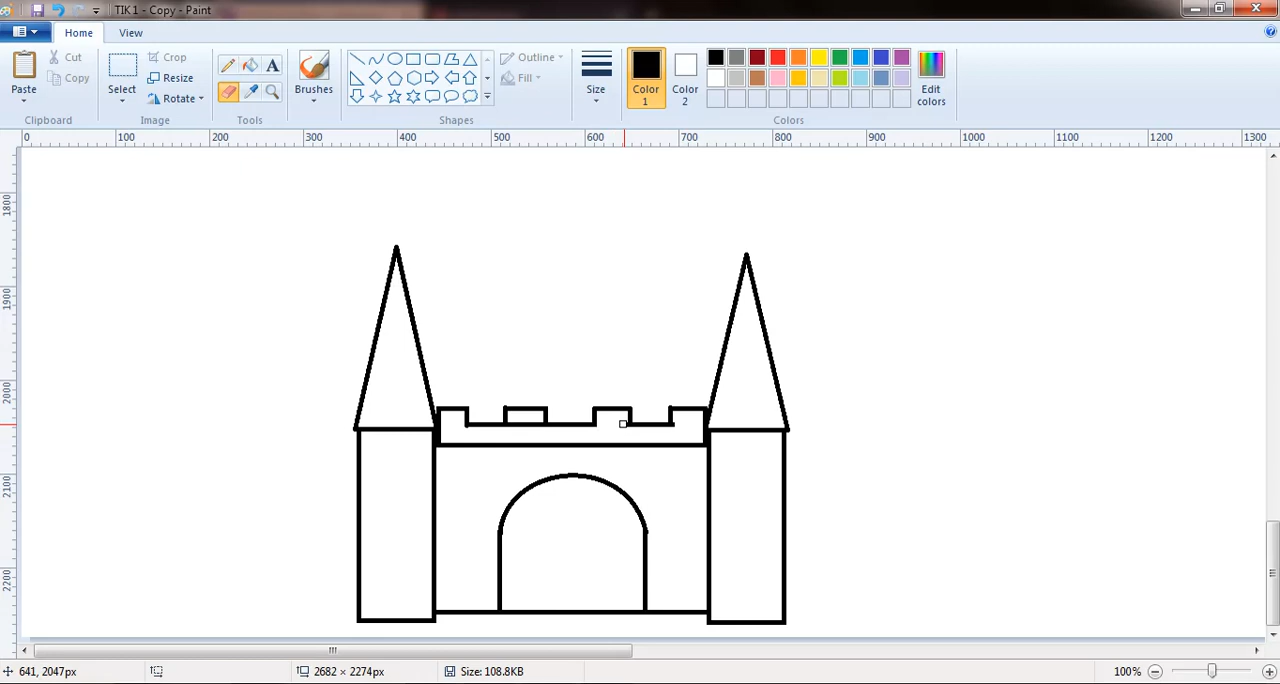 TIK 1 - Copy - Paint
Home View
Paste Cut Copy Select Crop Resize Rotate A Brushes Outline Fill Size Color 1 Color 2 Edit colors
Clipboard Image Tools Shapes Colors
0 100 200 300 400 500 600 700 800 900 1000 1100 1200 1300
1800
1900
2000
2100
2200
641, 2047px 2682 × 2274px Size: 108.8KB 100%